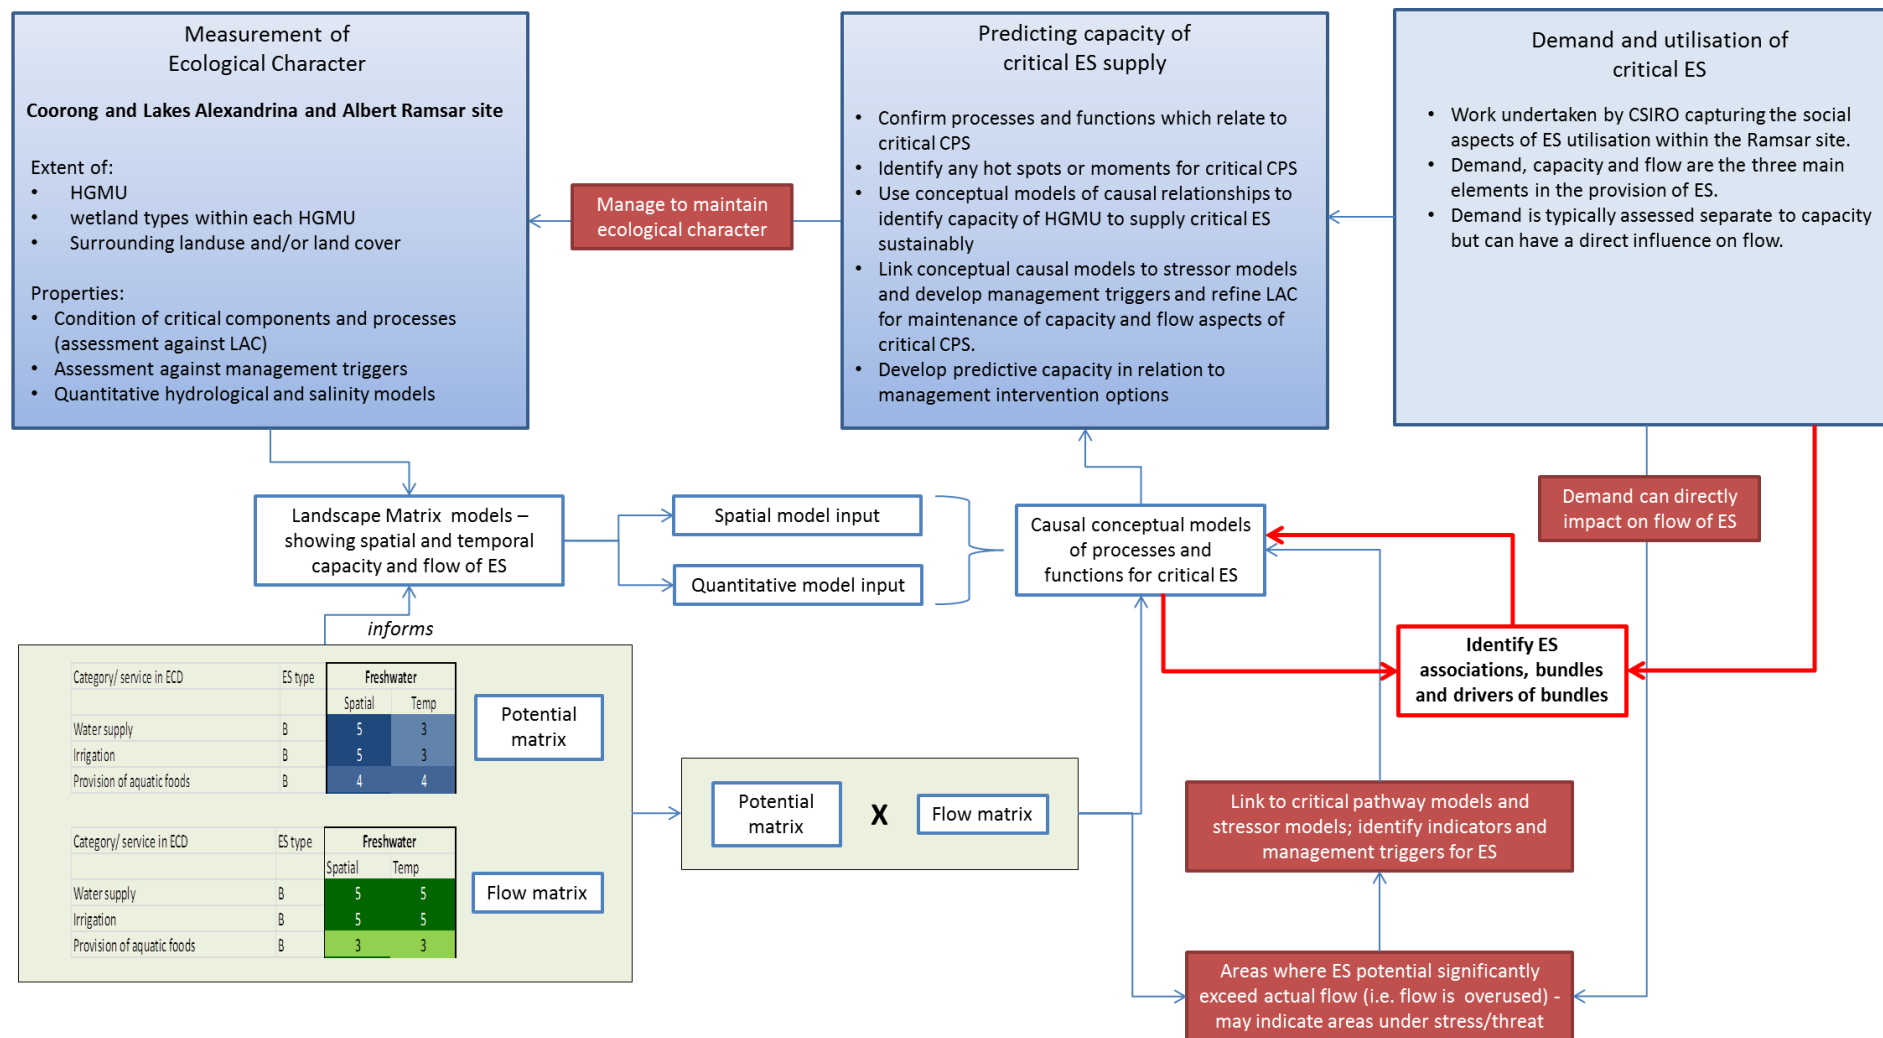 Measurement of
Ecological Character
Coorong and Lakes Alexandrina and Albert Ramsar site
Extent of:
• HGMU
• wetland types within each HGMU
• Surrounding landuse and/or land cover
Properties:
• Condition of critical components and processes
(assessment against LAC)
• Assessment against management triggers
• Quantitative hydrological and salinity models
Manage to maintain
ecological character
Predicting capacity of
critical ES supply
• Confirm processes and functions which relate to
critical CPS
• Identify any hot spots or moments for critical CPS
• Use conceptual models of causal relationships to
identify capacity of HGMU to supply critical ES
sustainably
• Link conceptual causal models to stressor models
and develop management triggers and refine LAC
for maintenance of capacity and flow aspects of
critical CPS.
• Develop predictive capacity in relation to
management intervention options
Demand and utilisation of
critical ES
• Work undertaken by CSIRO capturing the social
aspects of ES utilisation within the Ramsar site.
• Demand, capacity and flow are the three main
elements in the provision of ES.
• Demand is typically assessed separate to capacity
but can have a direct influence on flow.
Landscape Matrix models –
showing spatial and temporal
capacity and flow of ES
Spatial model input
Quantitative model input
Causal conceptual models
of processes and
functions for critical ES
Demand can directly
impact on flow of ES
Identify ES
associations, bundles
and drivers of bundles
informs
Category/ service in ECD ES type Freshwater
Spatial Temp
Water supply B 5 3
Irrigation B 5 3
Provision of aquatic foods B 4 4
Potential
matrix
Category/ service in ECD ES type Freshwater
Spatial Temp
Water supply B 5 5
Irrigation B 5 5
Provision of aquatic foods B 3 3
Flow matrix
Potential
matrix
X
Flow matrix
Link to critical pathway models and
stressor models; identify indicators and
management triggers for ES
Areas where ES potential significantly
exceed actual flow (i.e. flow is overused) -
may indicate areas under stress/threat